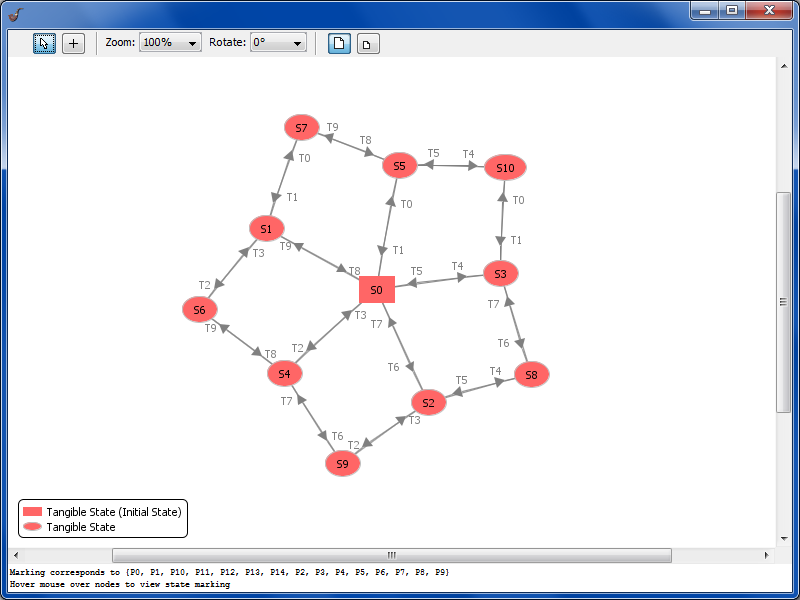 Zoom: 100% Rotate: 0°
S7 T9
T8
S5 T5 T4 S10
T0
T0 T0
T1
S1
T9 T1 T1
T3 T8 S3
T2 S0 T5 T4
S6 T3 T7
T9 T7
T2 T6
T8
S4 T6 T4 S8
T7 T5
S2
T3
T6
T2
S9
Tangible State (Initial State)
Tangible State
Marking corresponds to {P0, P1, P10, P11, P12, P13, P14, P2, P3, P4, P5, P6, P7, P8, P9}
Hover mouse over nodes to view state marking